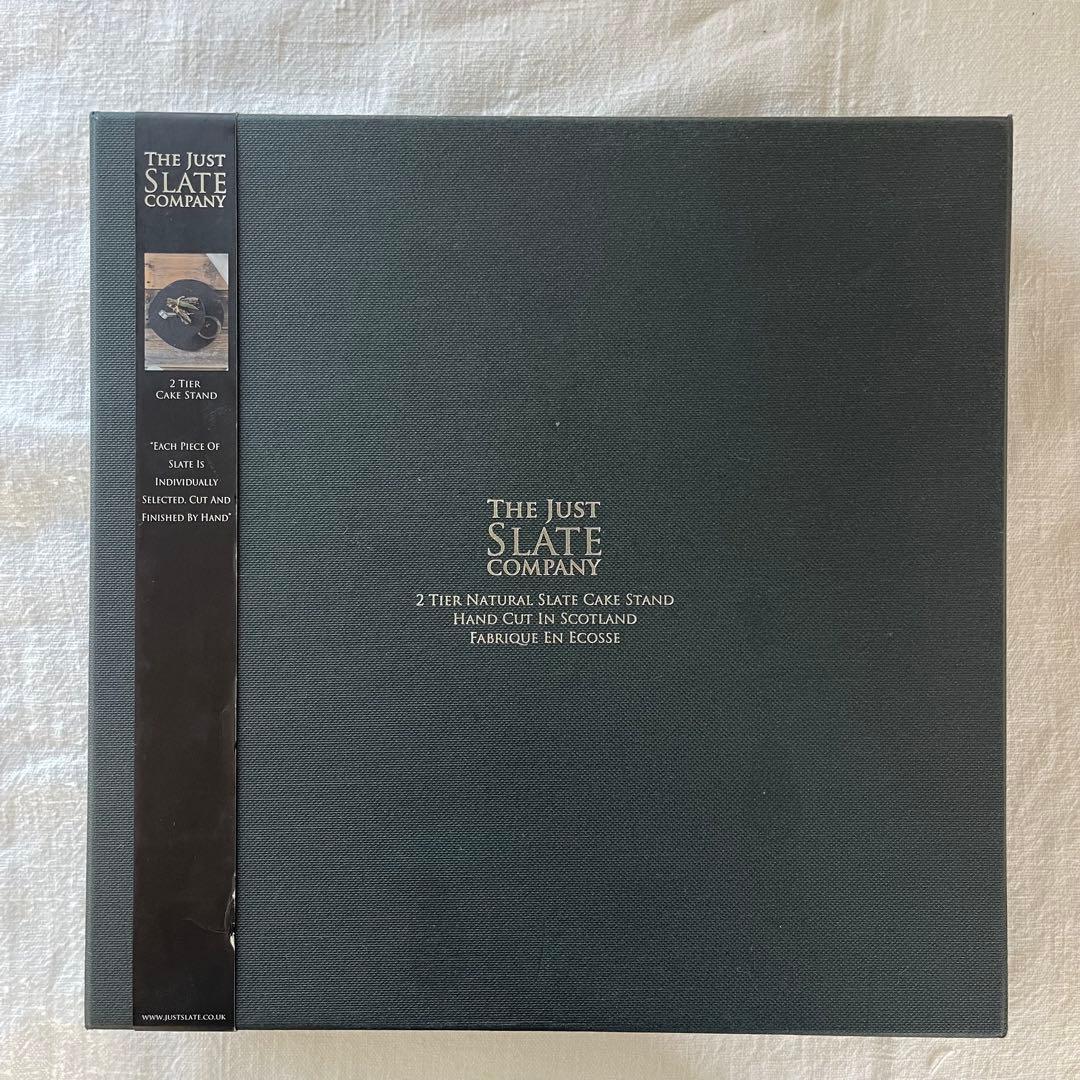 THE JUST
SLATE
COMPANY
2 TIER
CAKE STAND
"EACH PIECE OF
SLATE IS
INDIVIDUALLY
SELECTED, CUT AND
FINISHED BY HAND"
WWW.JUSTSLATE.CO.UK
THE JUST
SLATE
COMPANY
2 TIER NATURAL SLATE CAKE STAND
HAND CUT IN SCOTLAND
FABRIQUE EN ECOSSE